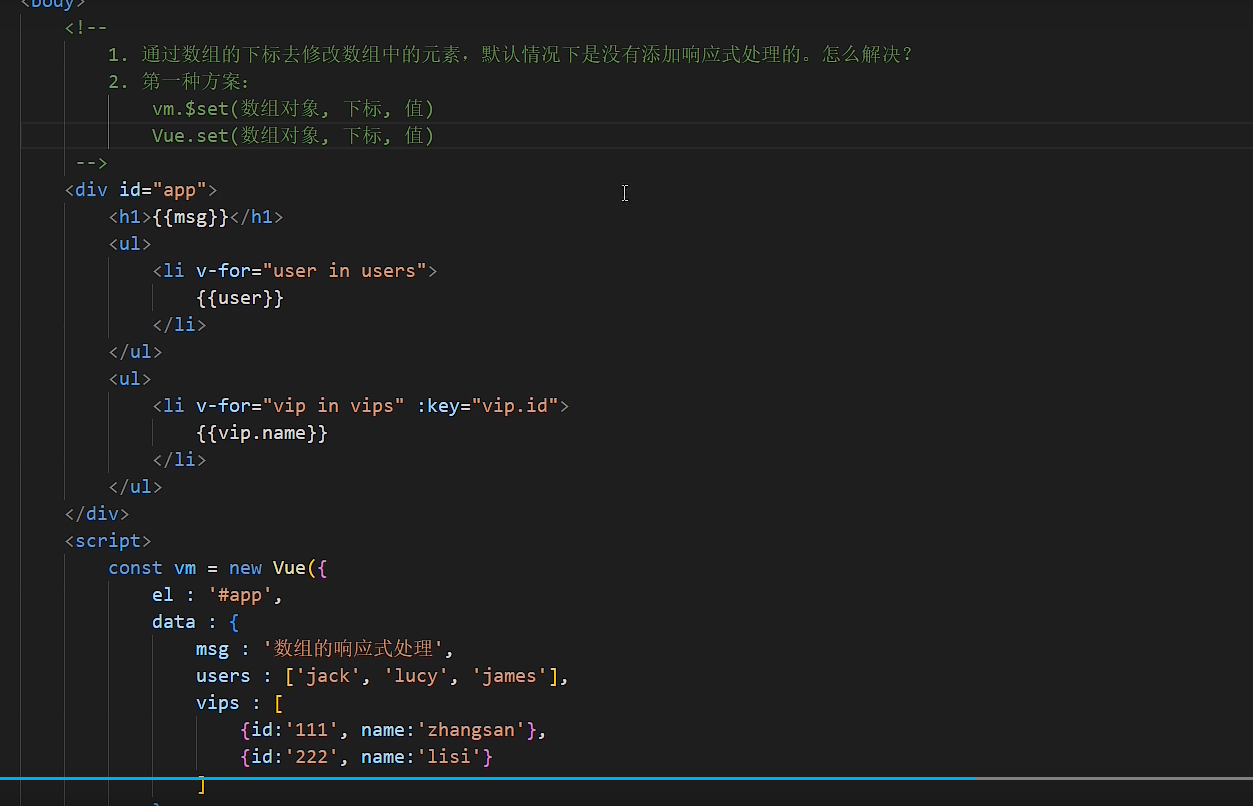 <body>
<!--
1. 通过数组的下标去修改数组中的元素，默认情况下是没有添加响应式处理的。怎么解决？
2. 第一种方案：
vm.$set(数组对象, 下标, 值)
Vue.set(数组对象, 下标, 值)
-->
<div id="app">
<h1>{{msg}}</h1>
<ul>
<li v-for="user in users">
{{user}}
</li>
</ul>
<ul>
<li v-for="vip in vips" :key="vip.id">
{{vip.name}}
</li>
</ul>
</div>
<script>
const vm = new Vue({
el : '#app',
data : {
msg : '数组的响应式处理',
users : ['jack', 'lucy', 'james'],
vips : [
{id:'111', name:'zhangsan'},
{id:'222', name:'lisi'}
]